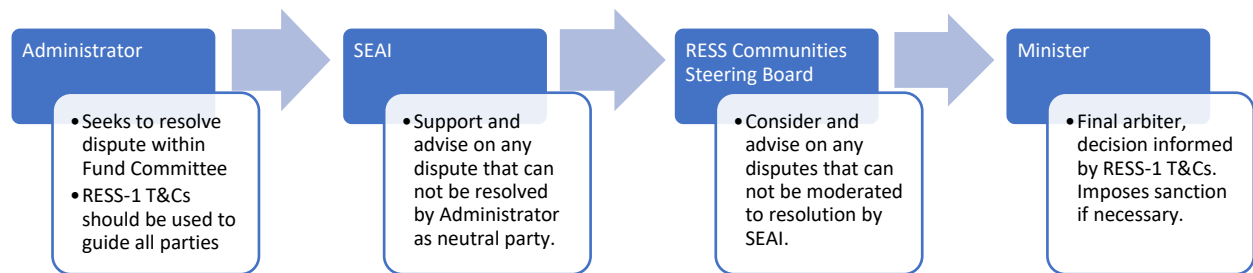 Administrator
• Seeks to resolve
dispute within
Fund Committee
• RESS-1 T&Cs
should be used to
guide all parties
SEAI
• Support and
advise on any
dispute that can
not be resolved
by Administrator
as neutral party.
RESS Communities
Steering Board
• Consider and
advise on any
disputes that can
not be moderated
to resolution by
SEAI.
Minister
• Final arbiter,
decision informed
by RESS-1 T&Cs.
Imposes sanction
if necessary.